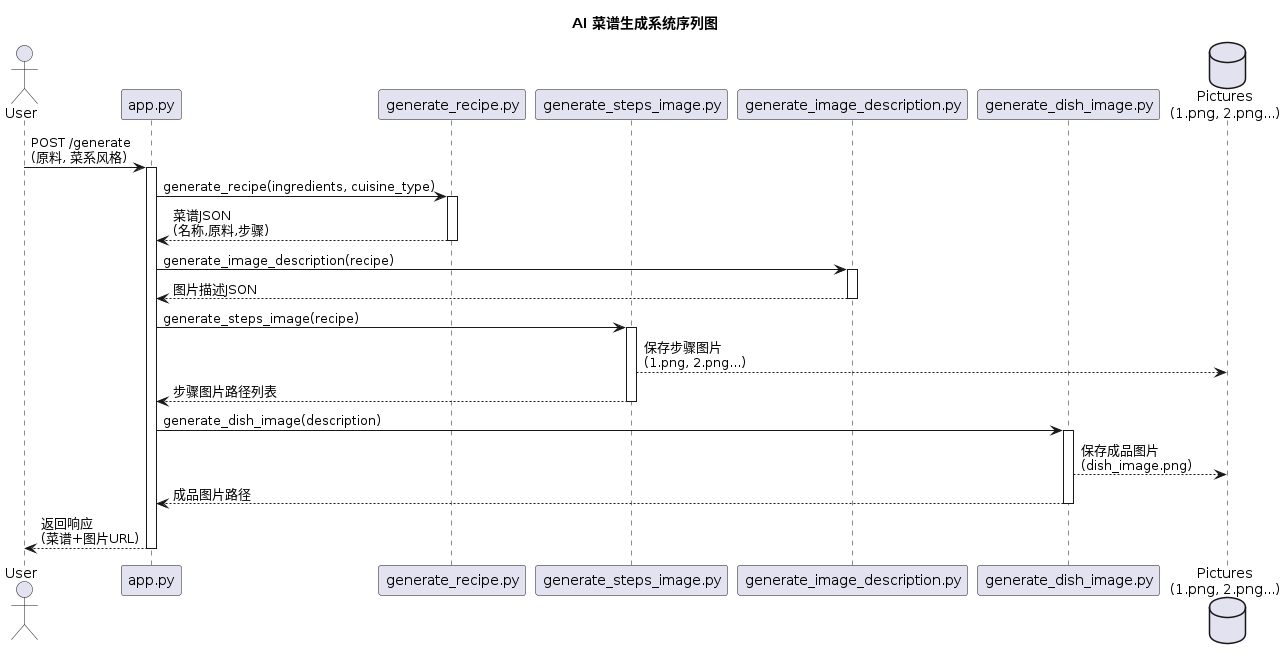 AI 菜谱生成系统序列图
User
app.py
generate_recipe.py
generate_steps_image.py
generate_image_description.py
generate_dish_image.py
Pictures
(1.png, 2.png...)
POST /generate
(原料, 菜系风格)
generate_recipe(ingredients, cuisine_type)
菜谱JSON
(名称,原料,步骤)
generate_image_description(recipe)
图片描述JSON
generate_steps_image(recipe)
保存步骤图片
(1.png, 2.png...)
步骤图片路径列表
generate_dish_image(description)
保存成品图片
(dish_image.png)
成品图片路径
返回响应
(菜谱+图片URL)
User
app.py
generate_recipe.py
generate_steps_image.py
generate_image_description.py
generate_dish_image.py
Pictures
(1.png, 2.png...)